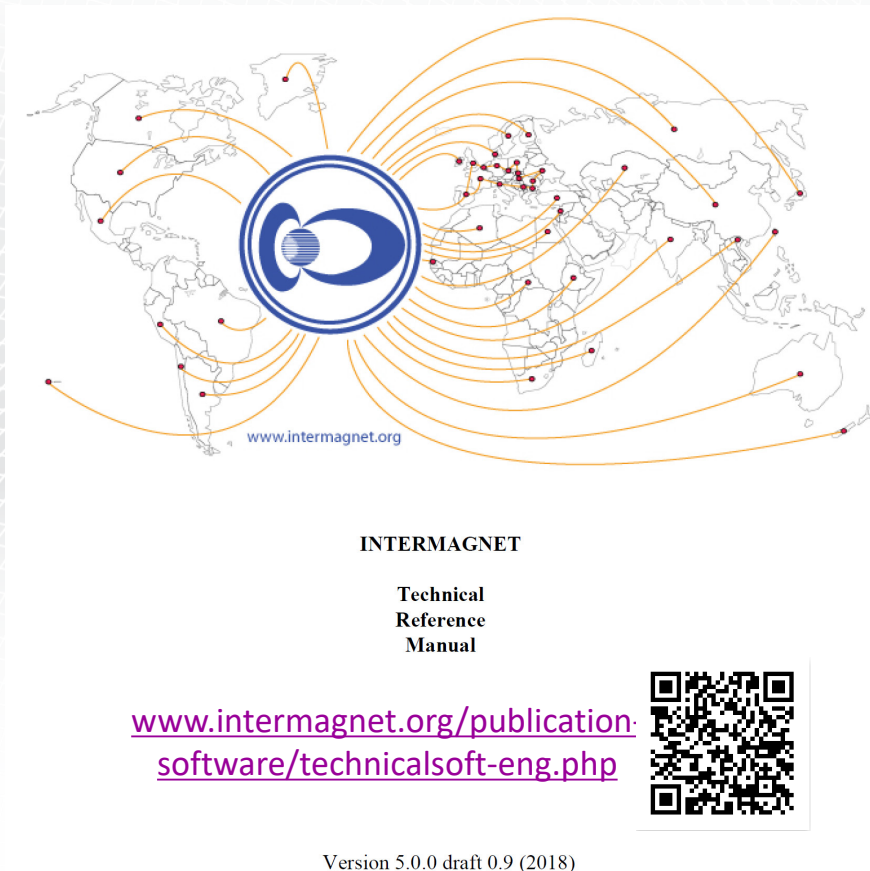 www.intermagnet.org
INTERMAGNET
Technical
Reference
Manual
www.intermagnet.org/publication-
software/technicalsoft-eng.php
Version 5.0.0 draft 0.9 (2018)